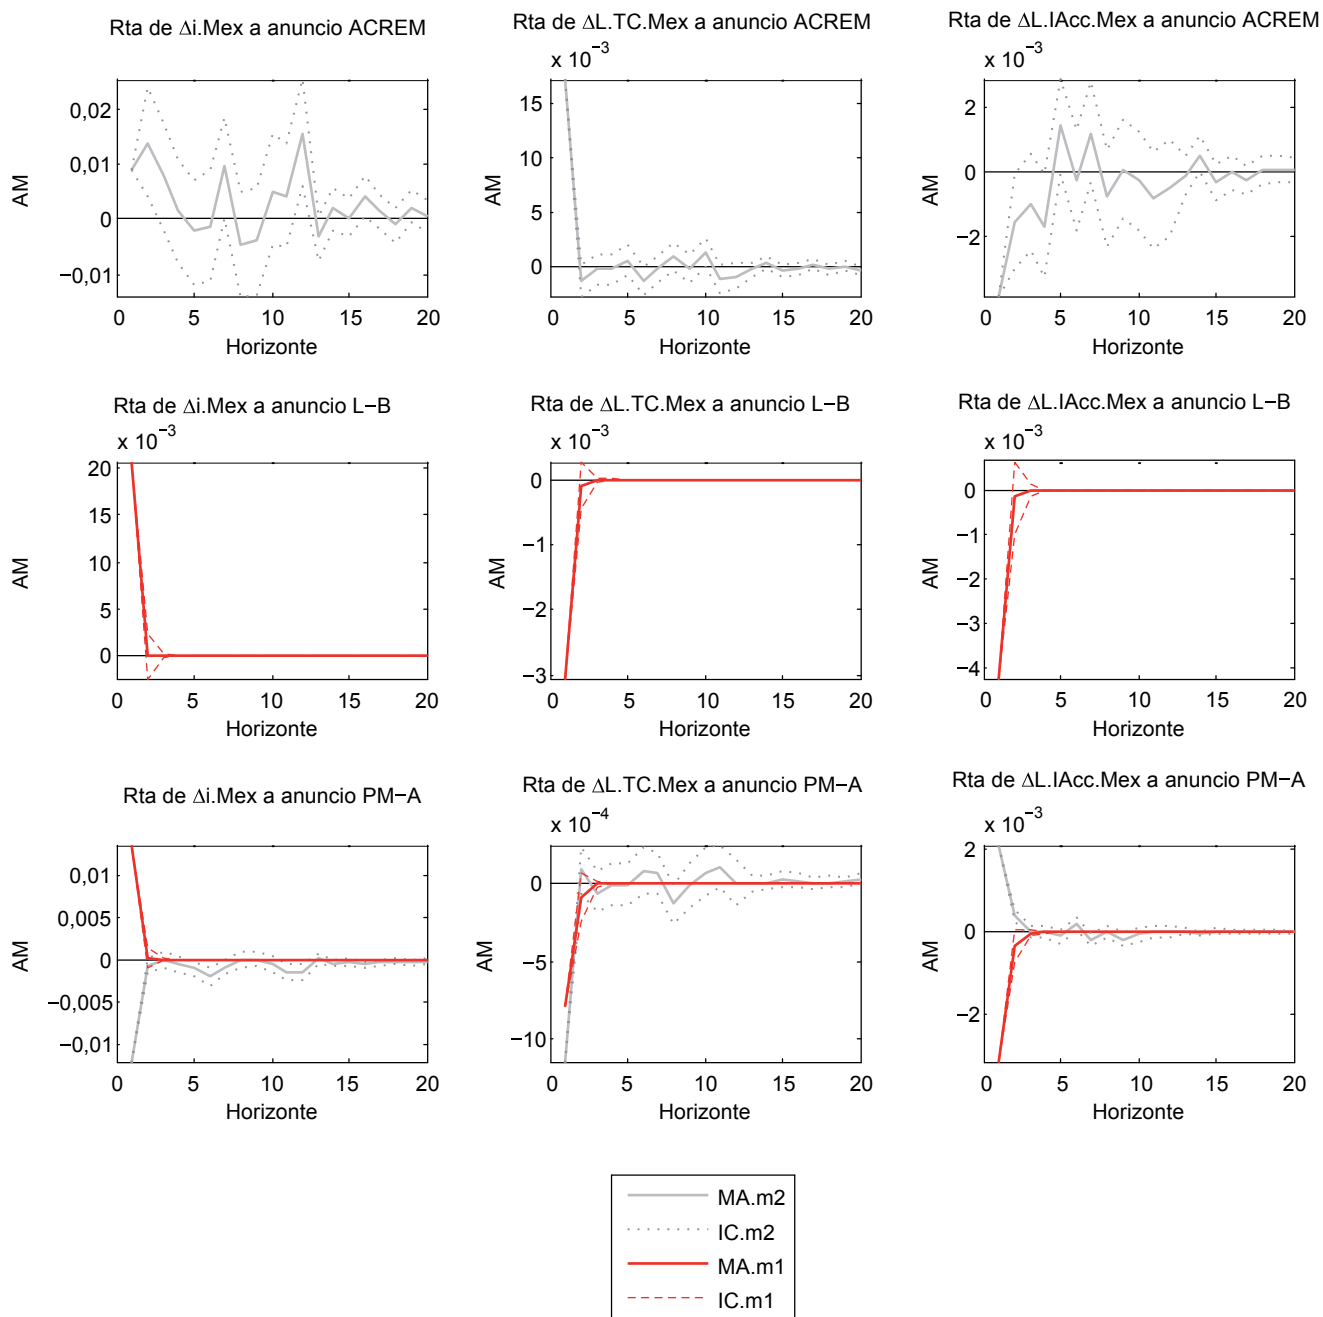 Rta de Δi.Mex a anuncio ACREM
0,02
0,01
0
−0,01
AM
0 5 10 15 20
Horizonte
Rta de ΔL.TC.Mex a anuncio ACREM
x 10⁻³
15
10
5
0
AM
0 5 10 15 20
Horizonte
Rta de ΔL.IAcc.Mex a anuncio ACREM
x 10⁻³
2
0
−2
AM
0 5 10 15 20
Horizonte
Rta de Δi.Mex a anuncio L−B
x 10⁻³
20
15
10
5
0
AM
0 5 10 15 20
Horizonte
Rta de ΔL.TC.Mex a anuncio L−B
x 10⁻³
0
−1
−2
−3
AM
0 5 10 15 20
Horizonte
Rta de ΔL.IAcc.Mex a anuncio L−B
x 10⁻³
0
−1
−2
−3
−4
AM
0 5 10 15 20
Horizonte
Rta de Δi.Mex a anuncio PM−A
0,01
0,005
0
−0,005
−0,01
AM
0 5 10 15 20
Horizonte
Rta de ΔL.TC.Mex a anuncio PM−A
x 10⁻⁴
0
−5
−10
AM
0 5 10 15 20
Horizonte
Rta de ΔL.IAcc.Mex a anuncio PM−A
x 10⁻³
2
0
−2
AM
0 5 10 15 20
Horizonte
MA.m2
IC.m2
MA.m1
IC.m1